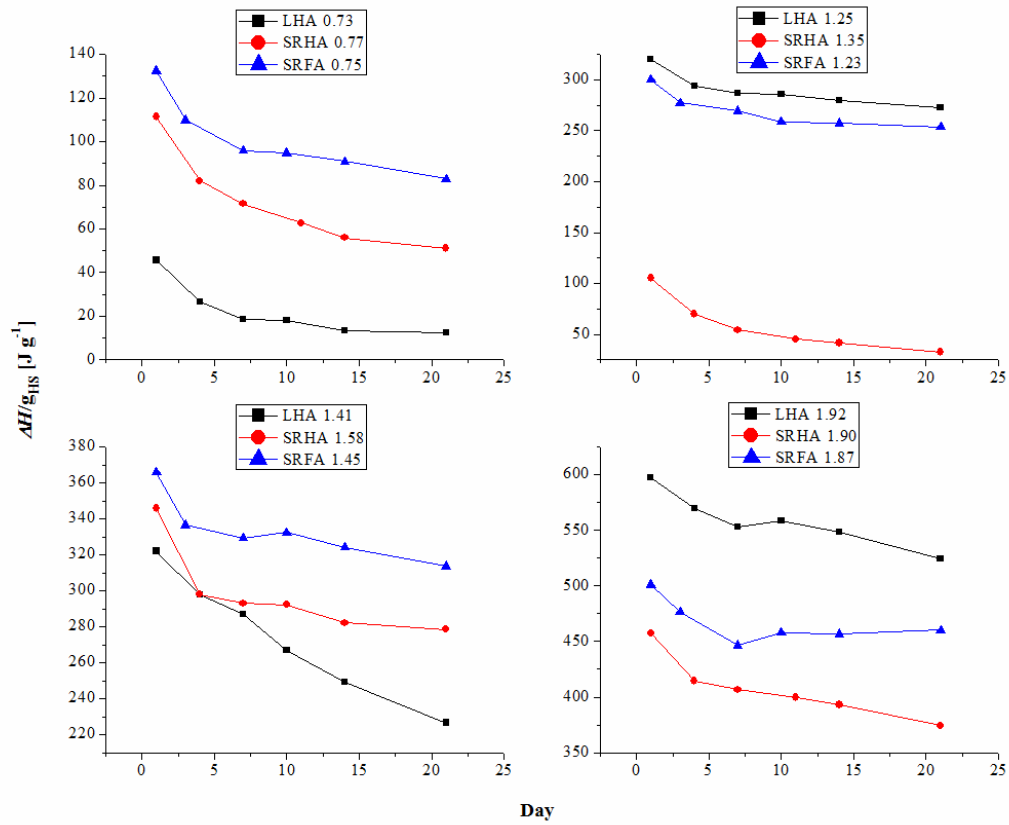 LHA 0.73
SRHA 0.77
SRFA 0.75
140
120
100
80
60
40
20
0
0 5 10 15 20 25
LHA 1.25
SRHA 1.35
SRFA 1.23
300
250
200
150
100
50
0 5 10 15 20 25
ΔH/gHS [J g-1]
LHA 1.41
SRHA 1.58
SRFA 1.45
380
360
340
320
300
280
260
240
220
0 5 10 15 20 25
LHA 1.92
SRHA 1.90
SRFA 1.87
600
550
500
450
400
350
0 5 10 15 20 25
Day